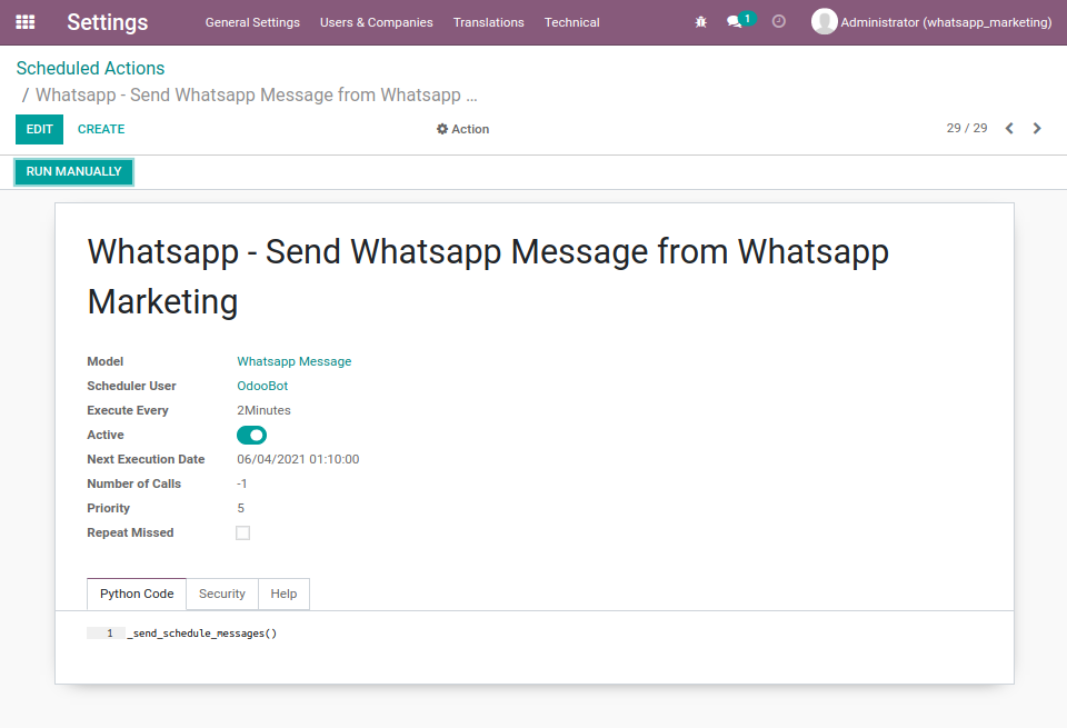 Settings General Settings Users & Companies Translations Technical 1 Administrator (whatsapp_marketing)
Scheduled Actions
/ Whatsapp - Send Whatsapp Message from Whatsapp ...
EDIT CREATE Action 29 / 29
RUN MANUALLY
Whatsapp - Send Whatsapp Message from Whatsapp
Marketing
Model Whatsapp Message
Scheduler User OdooBot
Execute Every 2Minutes
Active
Next Execution Date 06/04/2021 01:10:00
Number of Calls -1
Priority 5
Repeat Missed
Python Code Security Help
1 _send_schedule_messages()